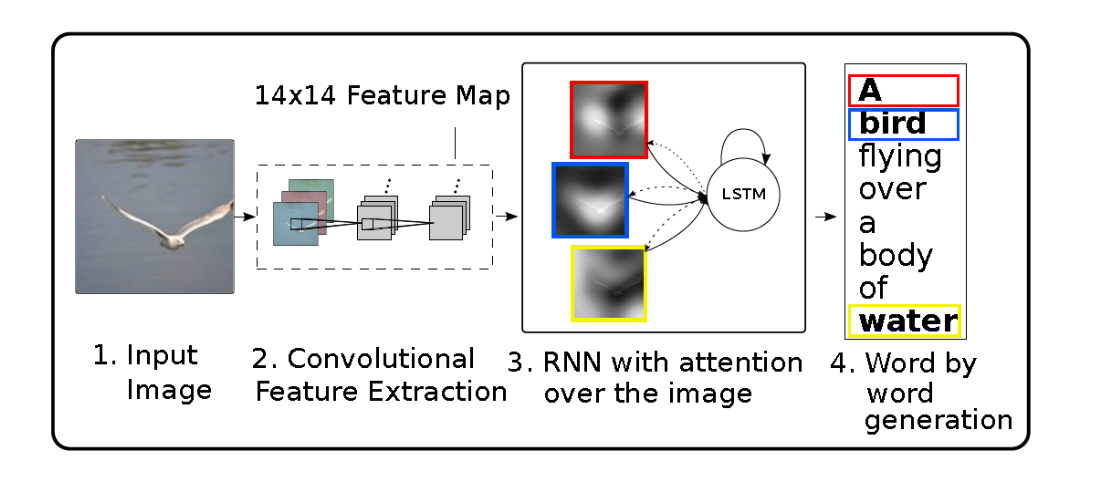 14x14 Feature Map
LSTM
A
bird
flying
over
a
body
of
water
1. Input
Image
2. Convolutional
Feature Extraction
3. RNN with attention
over the image
4. Word by
word
generation